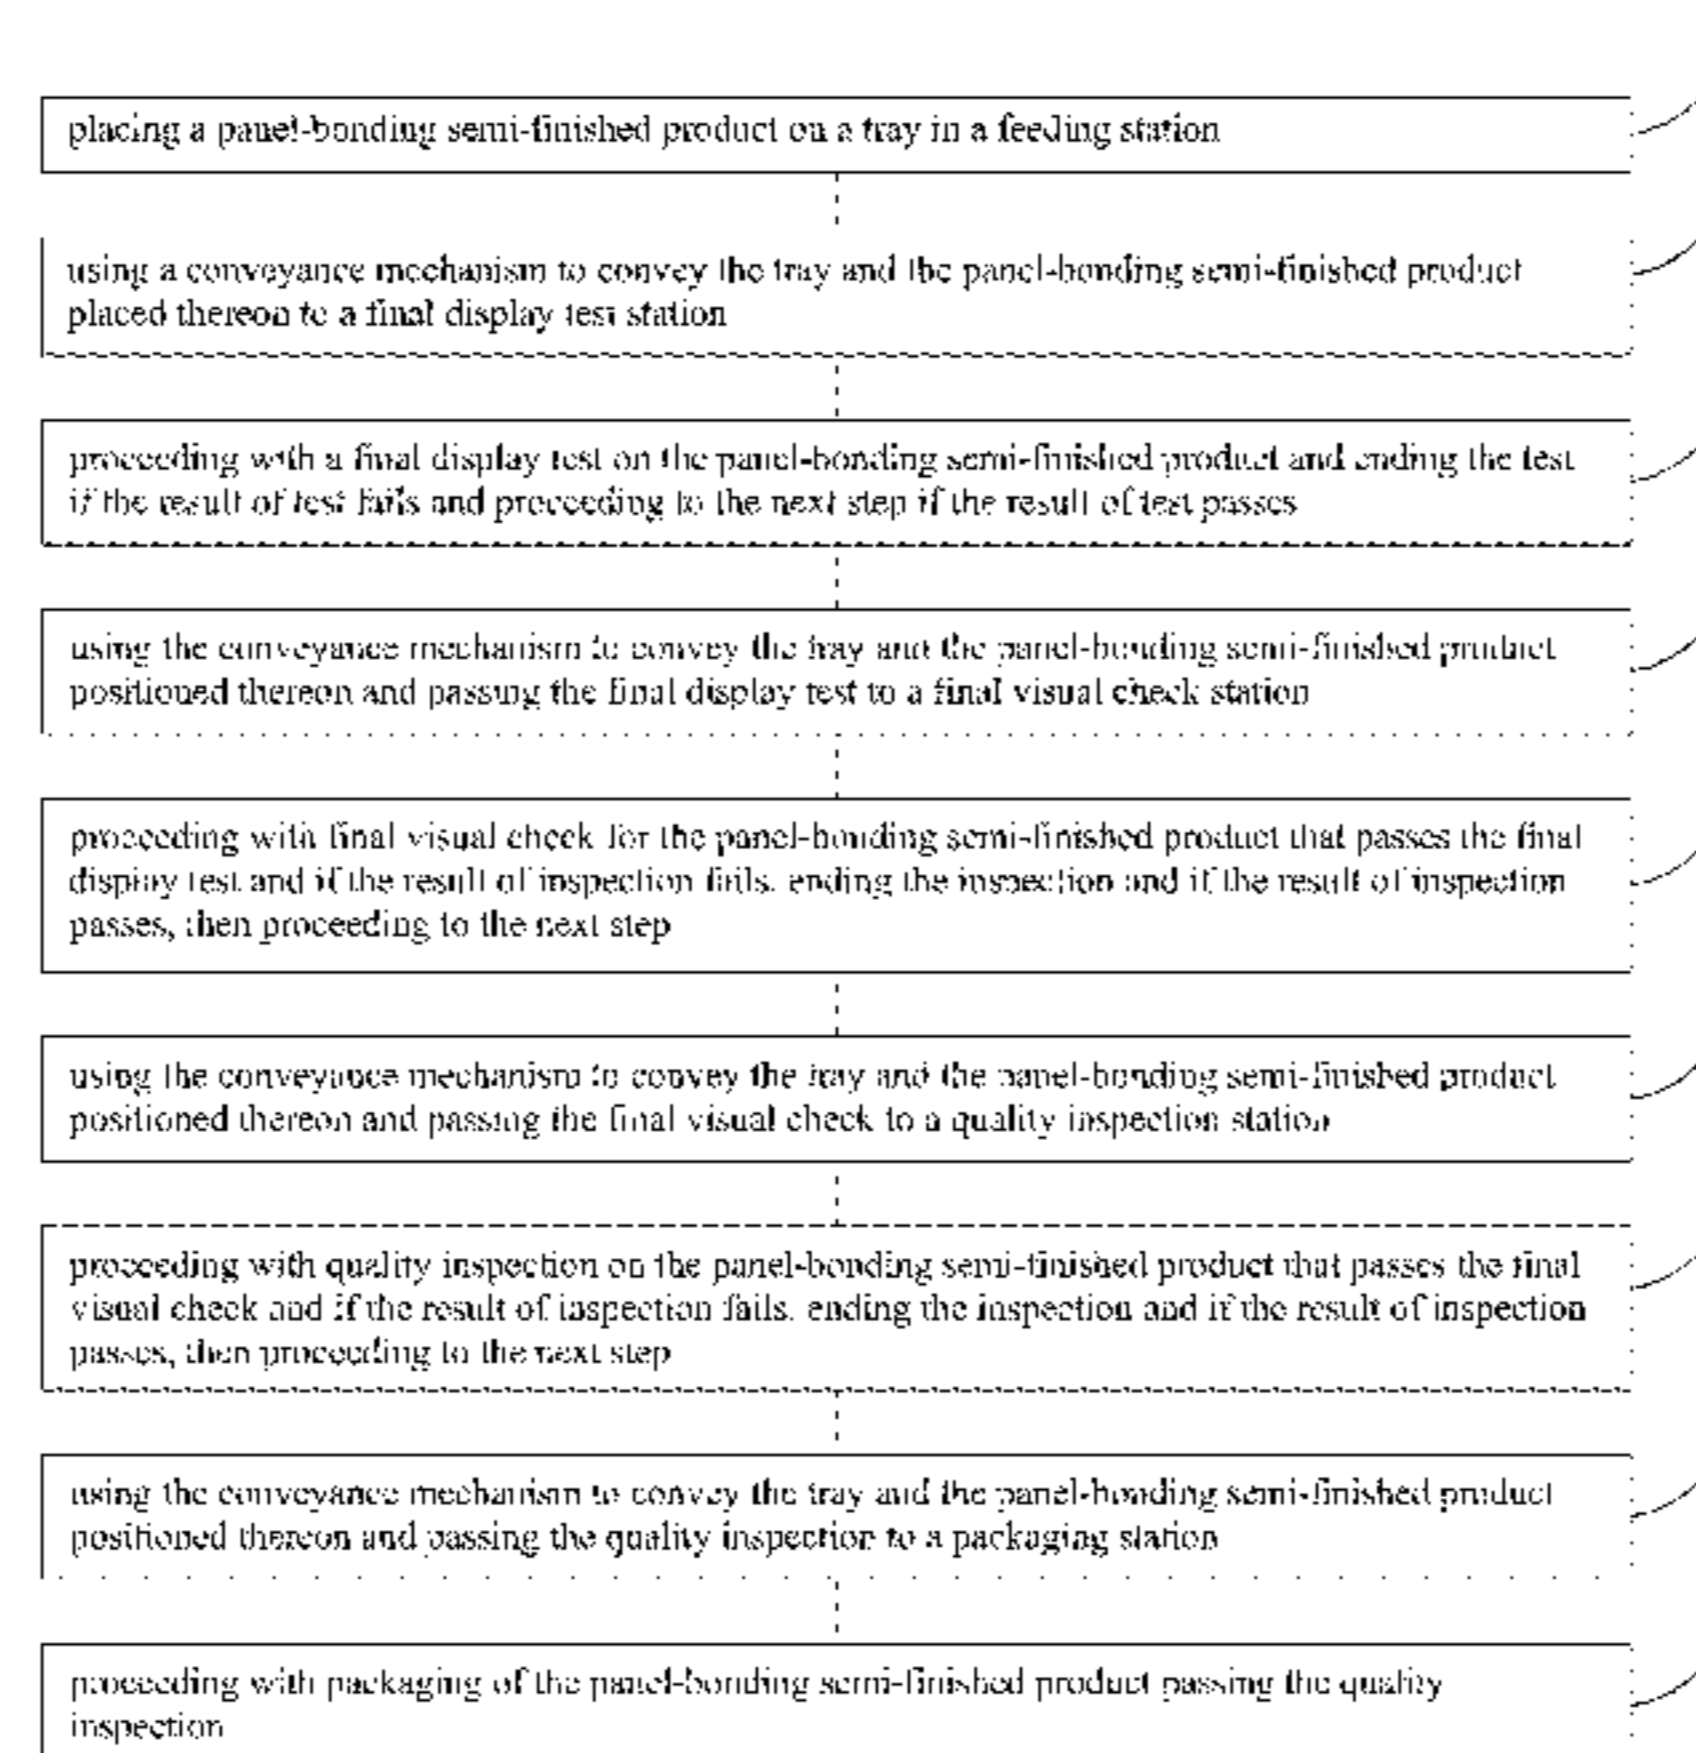 placing a panel-bonding semi-finished product on a tray in a feeding station
using a conveyance mechanism to convey the tray and the panel-bonding semi-finished product
placed thereon to a final display test station
proceeding with a final display test on the panel-bonding semi-finished product and ending the test
if the result of test fails and proceeding to the next step if the result of test passes
using the conveyance mechanism to convey the tray and the panel-bonding semi-finished product
positioned thereon and passing the final display test to a final visual check station
proceeding with final visual check for the panel-bonding semi-finished product that passes the final
display test and if the result of inspection fails, ending the inspection and if the result of inspection
passes, then proceeding to the next step
using the conveyance mechanism to convey the tray and the panel-bonding semi-finished product
positioned thereon and passing the final visual check to a quality inspection station
proceeding with quality inspection on the panel-bonding semi-finished product that passes the final
visual check and if the result of inspection fails, ending the inspection and if the result of inspection
passes, then proceeding to the next step
using the conveyance mechanism to convey the tray and the panel-bonding semi-finished product
positioned thereon and passing the quality inspection to a packaging station
proceeding with packaging of the panel-bonding semi-finished product passing the quality
inspection